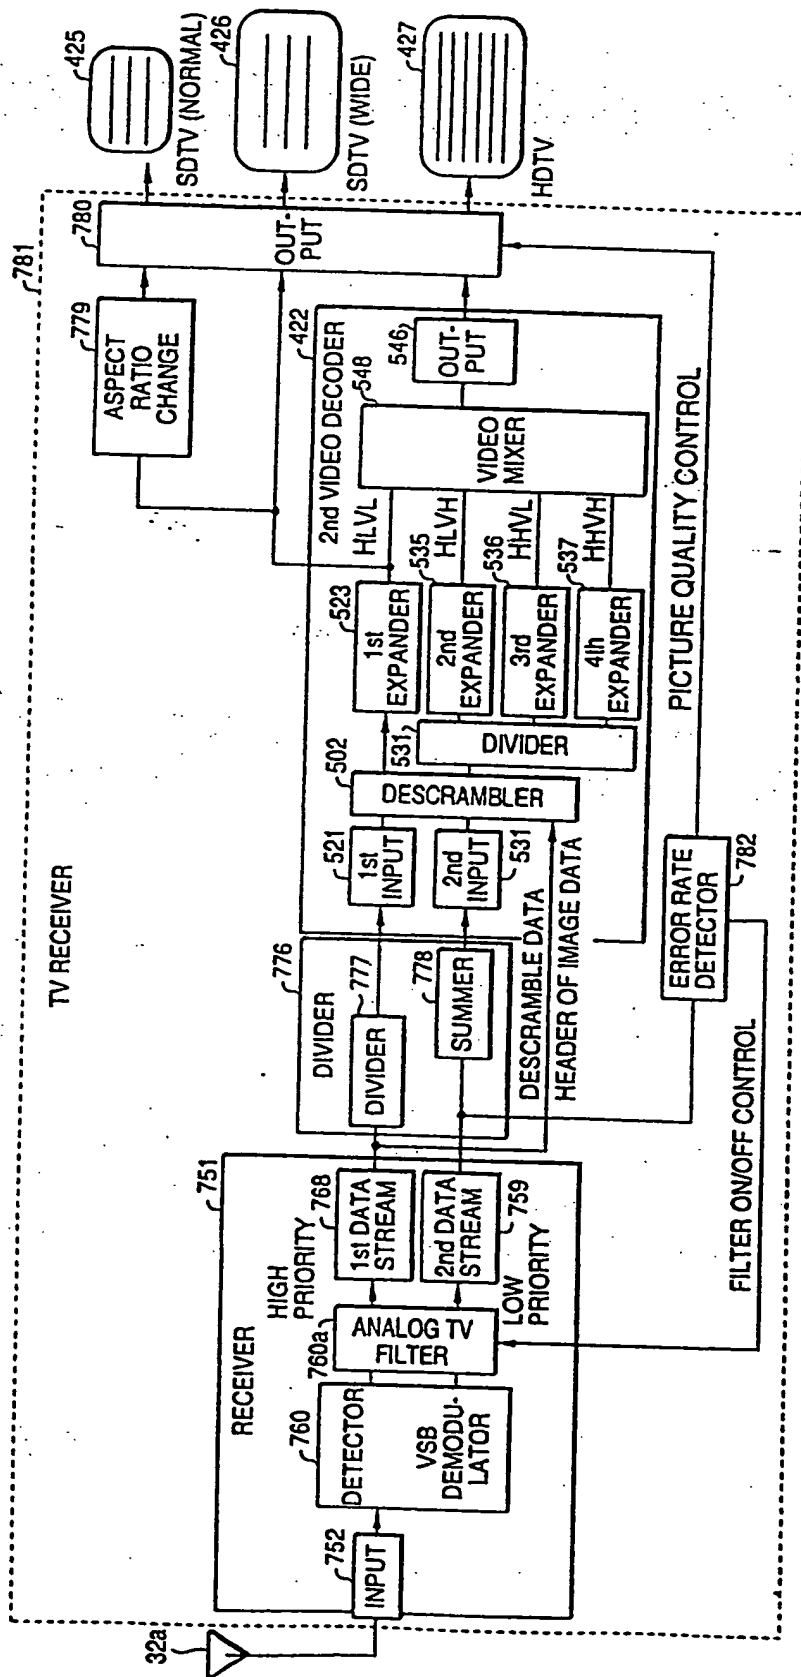 TV RECEIVER
781
32a
RECEIVER
751
752
INPUT
760
DETECTOR
VSB
DEMODU-
LATOR
760a
ANALOG TV
FILTER
HIGH
PRIORITY
768
1st DATA
STREAM
LOW
PRIORITY
759
2nd DATA
STREAM
776
DIVIDER
777
DIVIDER
778
SUMMER
DESCRAMBLE DATA
HEADER OF IMAGE DATA
2nd VIDEO DECODER
422
521
1st
INPUT
531
2nd
INPUT
502
DESCRAMBLER
531
DIVIDER
523
1st
EXPANDER
535
2nd
EXPANDER
536
3rd
EXPANDER
537
4th
EXPANDER
HLVL
HLVH
HHVL
HHVH
548
VIDEO
MIXER
546
OUT-
PUT
779
ASPECT
RATIO
CHANGE
780
OUT-
PUT
425
SDTV (NORMAL)
426
SDTV (WIDE)
427
HDTV
782
ERROR RATE
DETECTOR
FILTER ON/OFF CONTROL
PICTURE QUALITY CONTROL